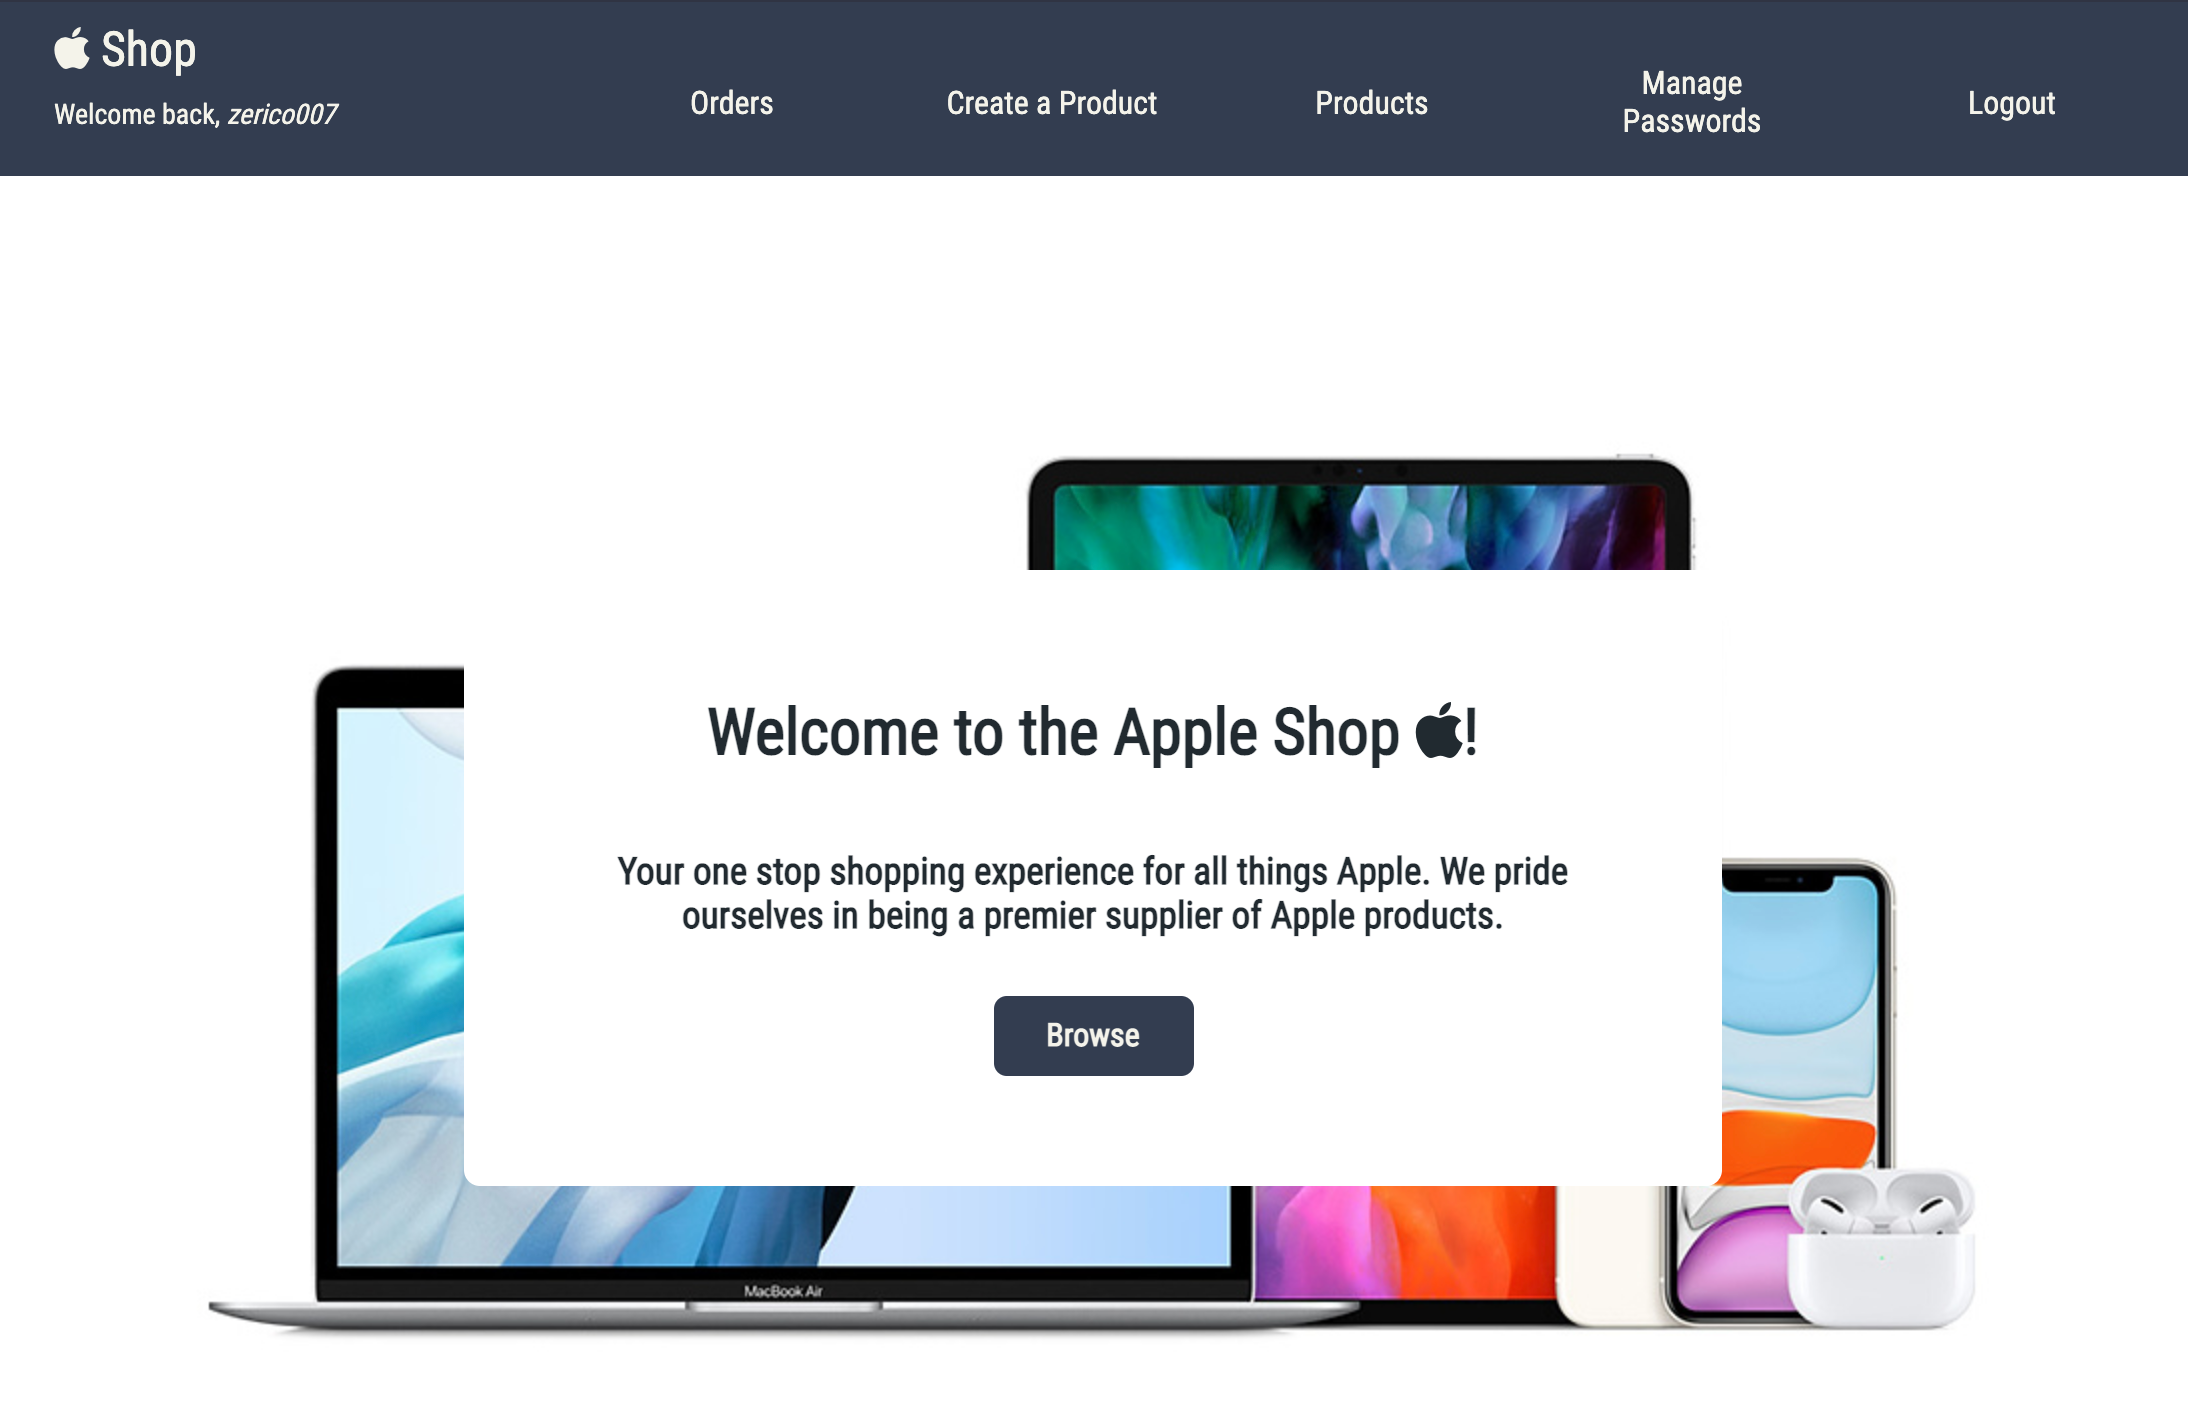 Shop
Welcome back, zerico007
Orders
Create a Product
Products
Manage
Passwords
Logout
Welcome to the Apple Shop !
Your one stop shopping experience for all things Apple. We pride
ourselves in being a premier supplier of Apple products.
Browse
MacBook Air